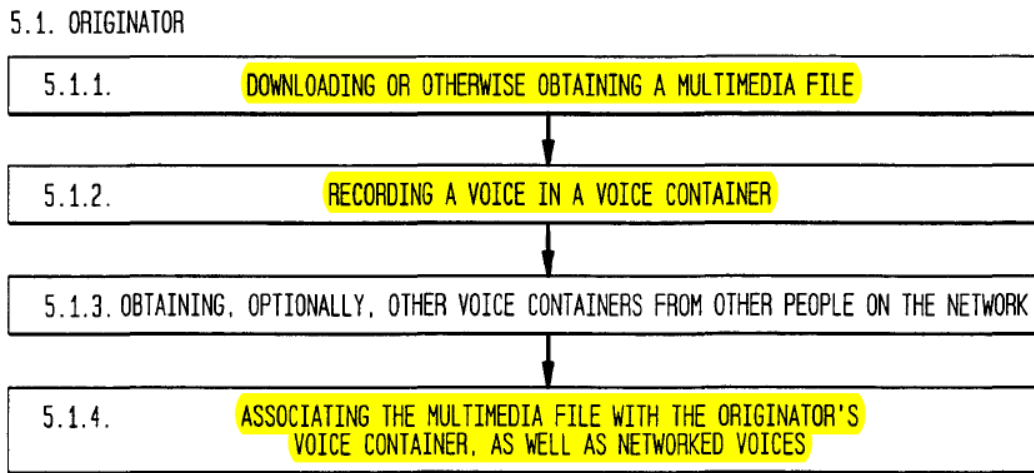 5.1. ORIGINATOR
5.1.1. DOWNLOADING OR OTHERWISE OBTAINING A MULTIMEDIA FILE
5.1.2. RECORDING A VOICE IN A VOICE CONTAINER
5.1.3. OBTAINING, OPTIONALLY, OTHER VOICE CONTAINERS FROM OTHER PEOPLE ON THE NETWORK
5.1.4. ASSOCIATING THE MULTIMEDIA FILE WITH THE ORIGINATOR'S
VOICE CONTAINER, AS WELL AS NETWORKED VOICES